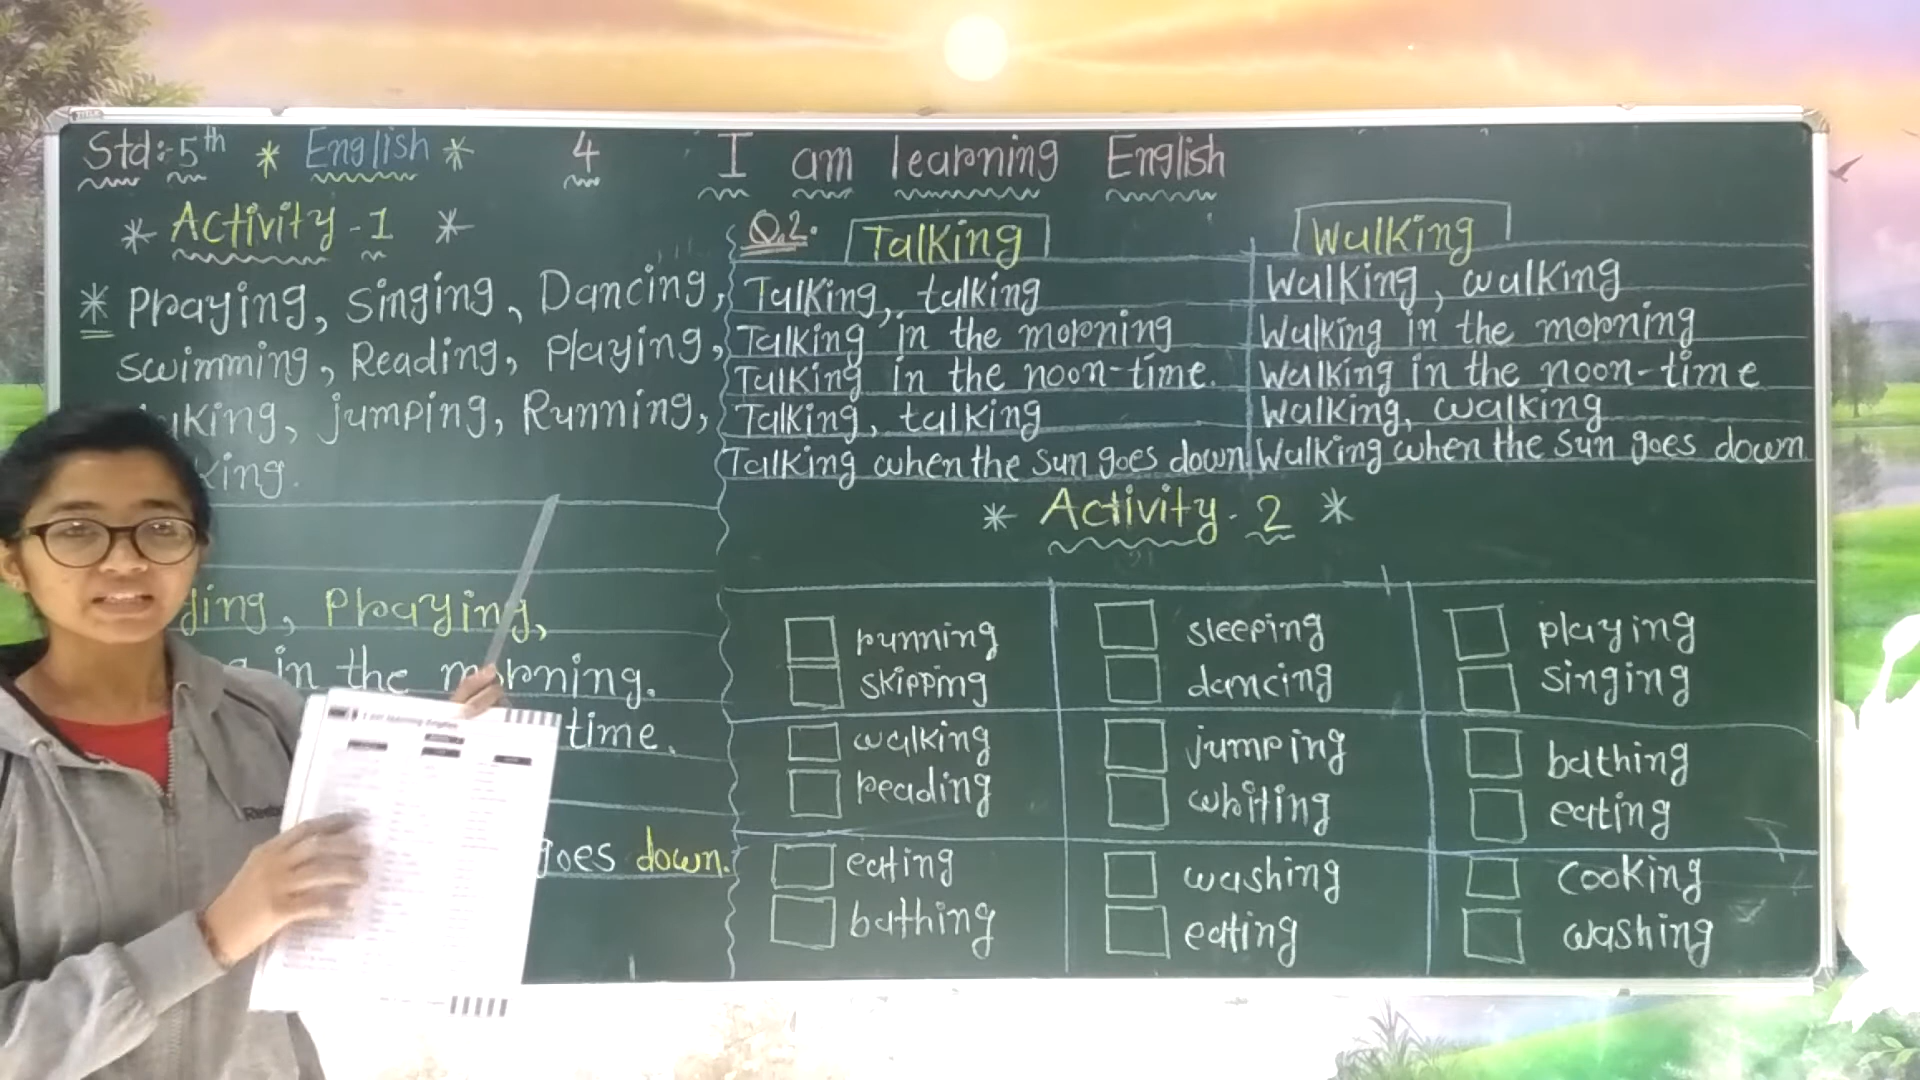 Std:- 5th * English * 4 I am learning English
* Activity - 1 *
* Praying, Singing, Dancing,
swimming, Reading, Playing,
jumping, Running,
Praying,
in the morning.
time.
goes down.
Q.2. Talking
Talking, talking
Talking in the morning
Talking in the noon-time.
Talking, talking
Talking when the sun goes down
Walking
Walking, walking
Walking in the morning
Walking in the noon-time
Walking, walking
Walking when the sun goes down
* Activity - 2 *
running
skipping
sleeping
dancing
playing
singing
walking
reading
jumping
writing
bathing
eating
eating
bathing
washing
eating
cooking
washing
I am learning English